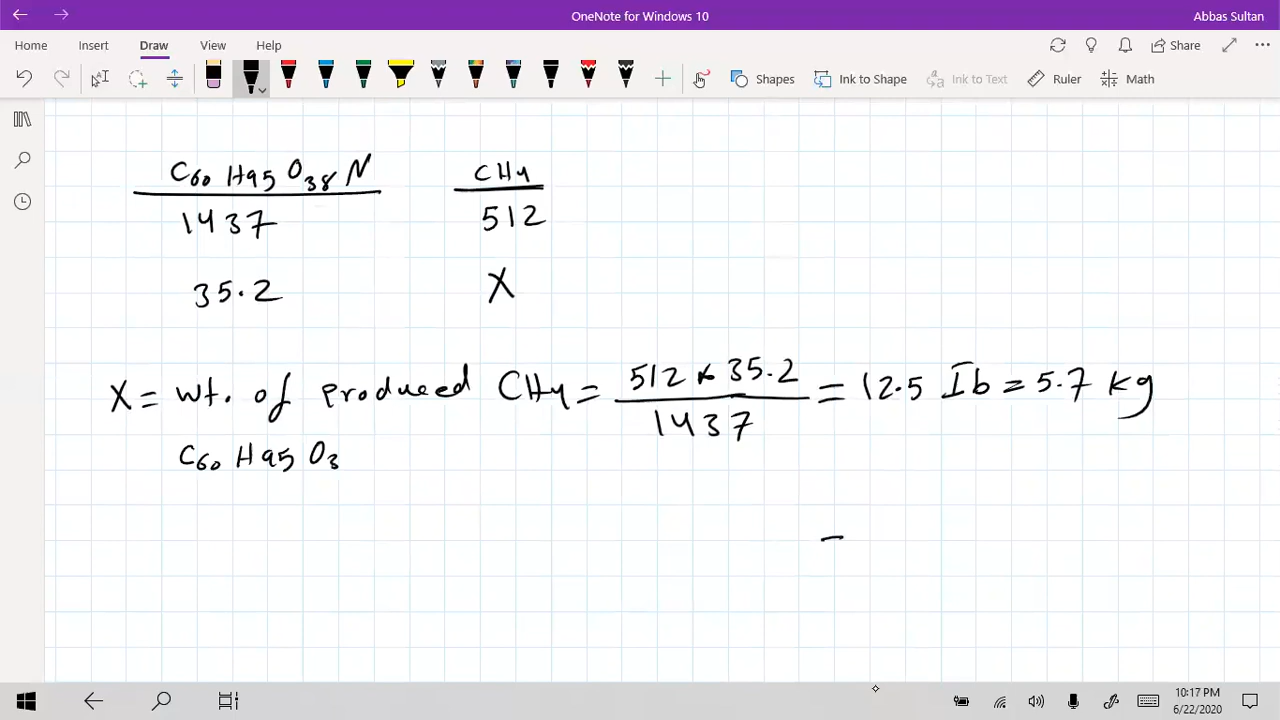 OneNote for Windows 10
Abbas Sultan
Home Insert Draw View Help Share
Shapes Ink to Shape Ink to Text Ruler Math
C60 H95 O38 N CH4
1437 512
35.2 X
X = wt. of produced CH4 = 512 * 35.2 / 1437 = 12.5 Ib = 5.7 kg
C60 H95 O3
=
10:17 PM
6/22/2020